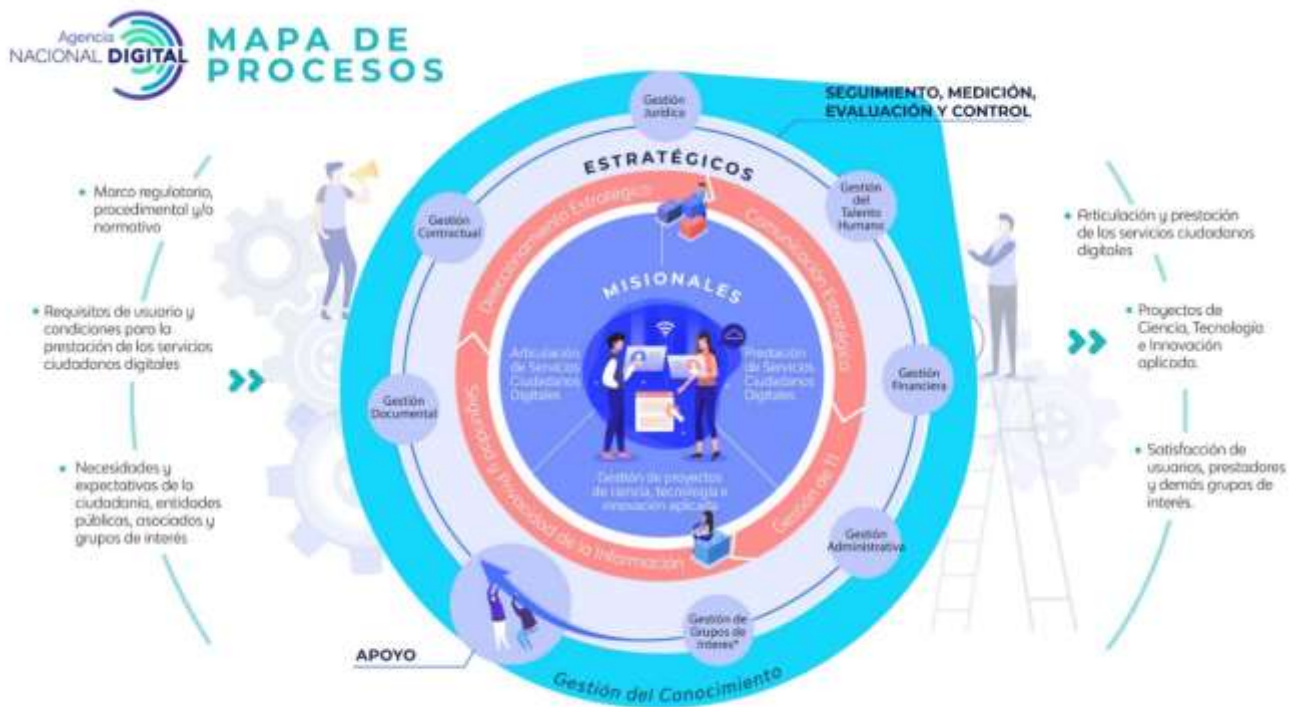 Agencia
NACIONAL DIGITAL
MAPA DE
PROCESOS
Marco regulatorio,
procedimental y/o
normativo
Requisitos de usuario y
condiciones para la
prestación de los servicios
ciudadanos digitales
Necesidades y
expectativas de la
ciudadanía, entidades
públicas, asociados y
grupos de interés
SEGUIMIENTO, MEDICIÓN,
EVALUACIÓN Y CONTROL
Gestión
Jurídica
Gestión
del
Talento
Humano
Gestión
Contractual
Gestión
Financiera
Gestión
Documental
Gestión
Administrativa
Gestión de
Grupos de
Interes*
ESTRATÉGICOS
Direccionamiento Estratégico
Comunicación Estratégica
Gestión de TI
Seguridad y Privacidad de la Información
MISIONALES
Articulación
de Servicios
Ciudadanos
Digitales
Prestación
de Servicios
Ciudadanos
Digitales
Gestión de proyectos
de ciencia, tecnología e
innovación aplicada
APOYO
Gestión del Conocimiento
Articulación y prestación
de los servicios ciudadanos
digitales
Proyectos de
Ciencia, Tecnología
e Innovación
aplicada.
Satisfacción de
usuarios, prestadores
y demás grupos de
interés.